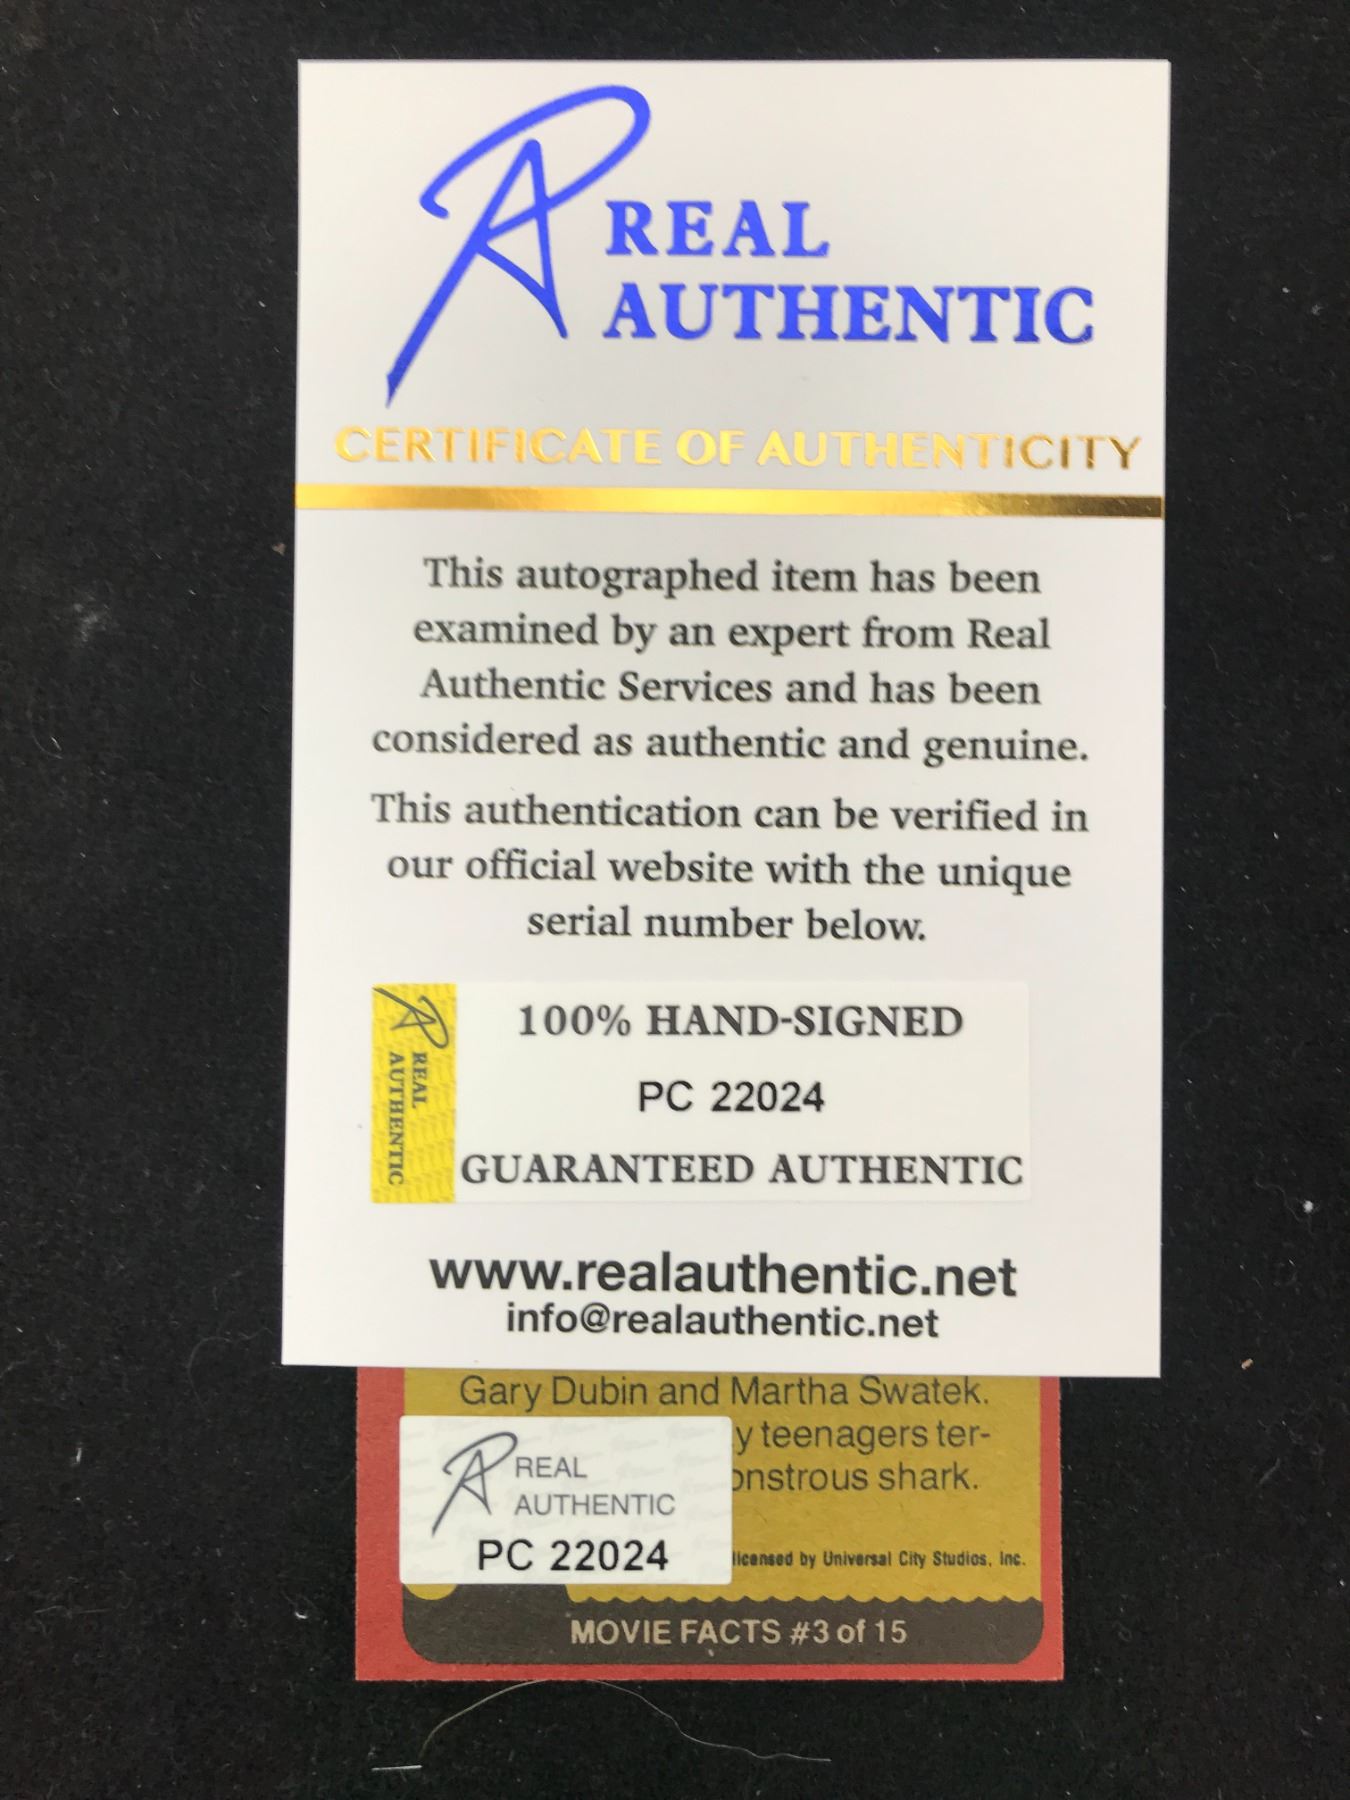 REAL
AUTHENTIC
CERTIFICATE OF AUTHENTICITY
This autographed item has been
examined by an expert from Real
Authentic Services and has been
considered as authentic and genuine.
This authentication can be verified in
our official website with the unique
serial number below.
REAL
AUTHENTIC
100% HAND-SIGNED
PC 22024
GUARANTEED AUTHENTIC
www.realauthentic.net
info@realauthentic.net
Gary Dubin and Martha Swatek.
y teenagers ter-
onstrous shark.
REAL
AUTHENTIC
PC 22024
licensed by Universal City Studios, Inc.
MOVIE FACTS #3 of 15